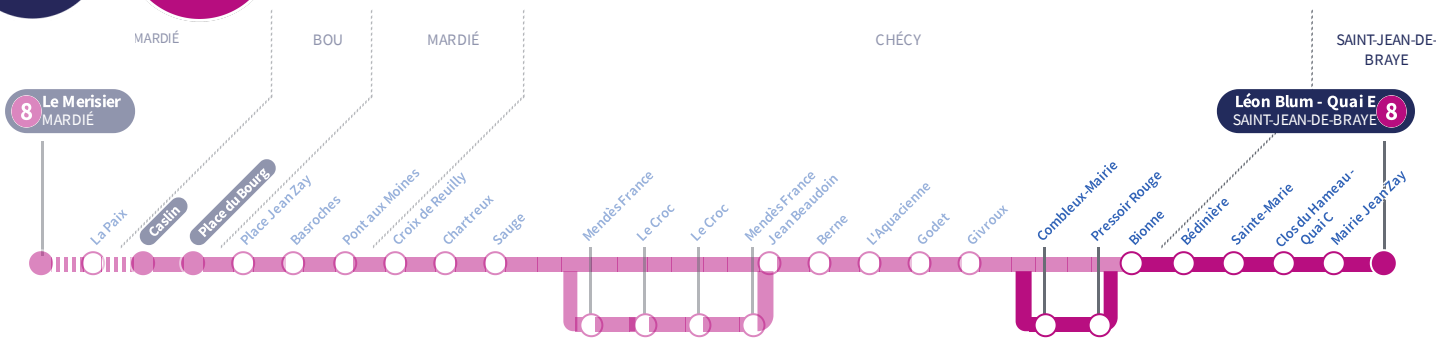 MARDIÉ
BOU
MARDIÉ
CHÉCY
SAINT-JEAN-DE-
BRAYE
8
Le Merisier
MARDIÉ
Léon Blum - Quai E
SAINT-JEAN-DE-BRAYE
8
La Paix
Caslin
Place du Bourg
Place Jean Zay
Basroches
Pont aux Moines
Croix de Reuilly
Chartreux
Sauge
Mendès France
Le Croc
Le Croc
Mendès France
Jean Beaudoin
Berne
L'Aquacienne
Godet
Givroux
Combleux-Mairie
Pressoir Rouge
Bionne
Bédinière
Sainte-Marie
Clos du Hameau-
Quai C
Mairie Jean Zay